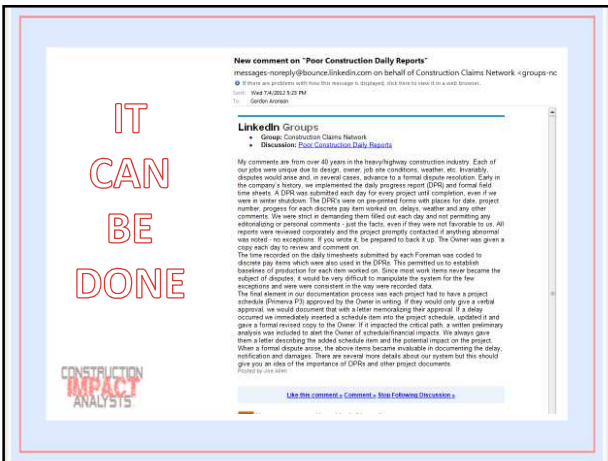 IT
CAN
BE
DONE
CONSTRUCTION
IMPACT
ANALYSTS
New comment on "Poor Construction Daily Reports"
messages-noreply@bounce.linkedin.com on behalf of Construction Claims Network <groups-nc
If there are problems with how this message is displayed, click here to view it in a web browser.
Sent: Wed 7/4/2012 5:23 PM
To: Gordon Aronson
LinkedIn Groups
• Group: Construction Claims Network
• Discussion: Poor Construction Daily Reports
My comments are from over 40 years in the heavy/highway construction industry. Each of
our jobs were unique due to design, owner, job site conditions, weather, etc. Invariably,
disputes would arise and, in several cases, advance to a formal dispute resolution. Early in
the company's history, we implemented the daily progress report (DPR) and formal field
time sheets. A DPR was submitted each day for every project until completion, even if we
were in winter shutdown. The DPR's were on pre-printed forms with places for date, project
number, progress for each discrete pay item worked on, delays, weather and any other
comments. We were strict in demanding them filled out each day and not permitting any
editorializing or personal comments - just the facts, even if they were not favorable to us. All
reports were reviewed corporately and the project promptly contacted if anything abnormal
was noted - no exceptions. If you wrote it, be prepared to back it up. The Owner was given a
copy each day to review and comment on.
The time recorded on the daily timesheets submitted by each Foreman was coded to
discrete pay items which were also used in the DPRs. This permitted us to establish
baselines of production for each item worked on. Since most work items never became the
subject of disputes, it would be very difficult to manipulate the system for the few
exceptions and were were consistent in the way were recorded data.
The final element in our documentation process was each project had to have a project
schedule (Primevra P3) approved by the Owner in writing. If they would only give a verbal
approval, we would document that with a letter memorializing their approval. If a delay
occurred we immediately inserted a schedule item into the project schedule, updated it and
gave a formal revised copy to the Owner. If it impacted the critical path, a written preliminary
analysis was included to alert the Owner of schedule/financial impacts. We always gave
them a letter describing the added schedule item and the potential impact on the project.
When a formal dispute arose, the above items became invaluable in documenting the delay,
notification and damages. There are several more details about our system but this should
give you an idea of the importance of DPRs and other project documents.
Posted by
Like this comment » Comment » Stop Following Discussion »